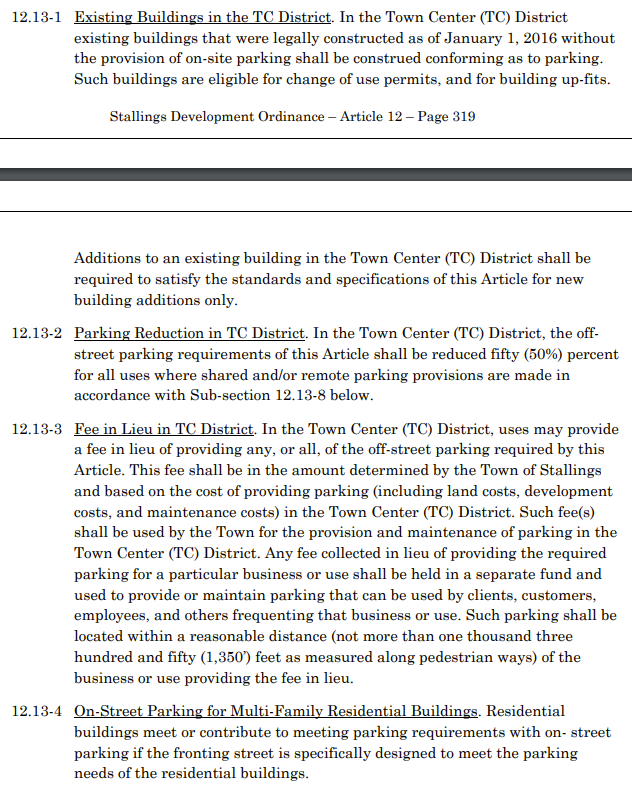 12.13-1 Existing Buildings in the TC District. In the Town Center (TC) District
existing buildings that were legally constructed as of January 1, 2016 without
the provision of on-site parking shall be construed conforming as to parking.
Such buildings are eligible for change of use permits, and for building up-fits.
Stallings Development Ordinance – Article 12 – Page 319
Additions to an existing building in the Town Center (TC) District shall be
required to satisfy the standards and specifications of this Article for new
building additions only.
12.13-2 Parking Reduction in TC District. In the Town Center (TC) District, the off-
street parking requirements of this Article shall be reduced fifty (50%) percent
for all uses where shared and/or remote parking provisions are made in
accordance with Sub-section 12.13-8 below.
12.13-3 Fee in Lieu in TC District. In the Town Center (TC) District, uses may provide
a fee in lieu of providing any, or all, of the off-street parking required by this
Article. This fee shall be in the amount determined by the Town of Stallings
and based on the cost of providing parking (including land costs, development
costs, and maintenance costs) in the Town Center (TC) District. Such fee(s)
shall be used by the Town for the provision and maintenance of parking in the
Town Center (TC) District. Any fee collected in lieu of providing the required
parking for a particular business or use shall be held in a separate fund and
used to provide or maintain parking that can be used by clients, customers,
employees, and others frequenting that business or use. Such parking shall be
located within a reasonable distance (not more than one thousand three
hundred and fifty (1,350’) feet as measured along pedestrian ways) of the
business or use providing the fee in lieu.
12.13-4 On-Street Parking for Multi-Family Residential Buildings. Residential
buildings meet or contribute to meeting parking requirements with on- street
parking if the fronting street is specifically designed to meet the parking
needs of the residential buildings.